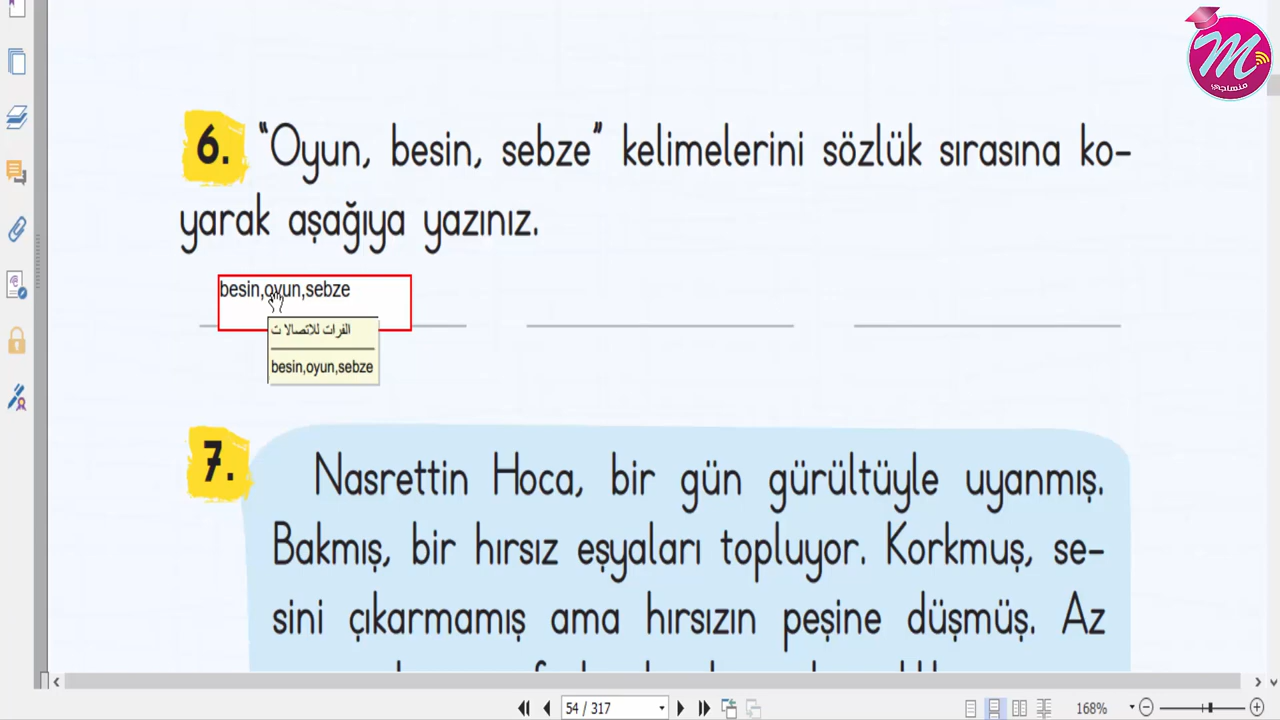 منهاجي
6. “Oyun, besin, sebze” kelimelerini sözlük sırasına ko-
yarak aşağıya yazınız.
besin,oyun,sebze
الفرات للاتصالات
besin,oyun,sebze
7. Nasrettin Hoca, bir gün gürültüyle uyanmış.
Bakmış, bir hırsız eşyaları topluyor. Korkmuş, se-
sini çıkarmamış ama hırsızın peşine düşmüş. Az
54 / 317
168%